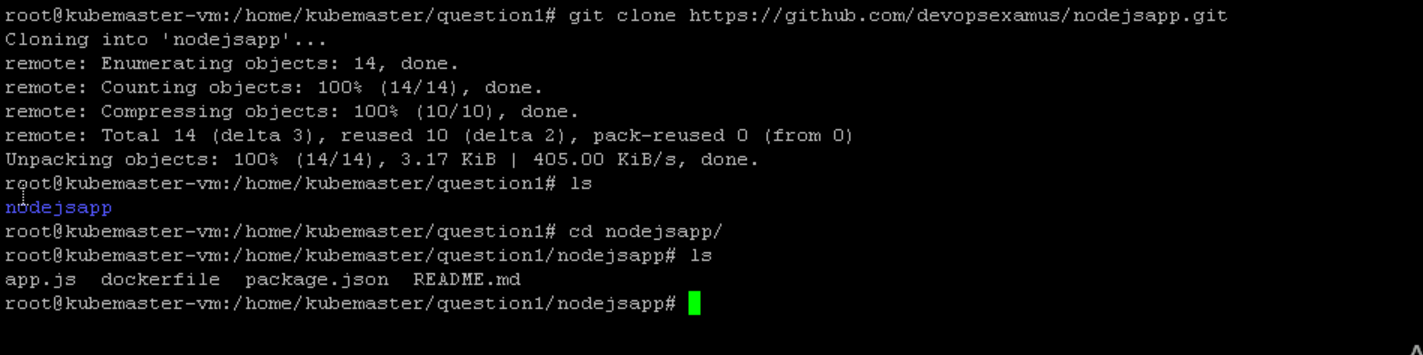 root@kubemaster-vm:/home/kubemaster/question1# git clone https://github.com/devopsexamus/nodejsapp.git
Cloning into 'nodejsapp'...
remote: Enumerating objects: 14, done.
remote: Counting objects: 100% (14/14), done.
remote: Compressing objects: 100% (10/10), done.
remote: Total 14 (delta 3), reused 10 (delta 2), pack-reused 0 (from 0)
Unpacking objects: 100% (14/14), 3.17 KiB | 405.00 KiB/s, done.
root@kubemaster-vm:/home/kubemaster/question1# ls
nodejsapp
root@kubemaster-vm:/home/kubemaster/question1# cd nodejsapp/
root@kubemaster-vm:/home/kubemaster/question1/nodejsapp# ls
app.js  dockerfile  package.json  README.md
root@kubemaster-vm:/home/kubemaster/question1/nodejsapp#